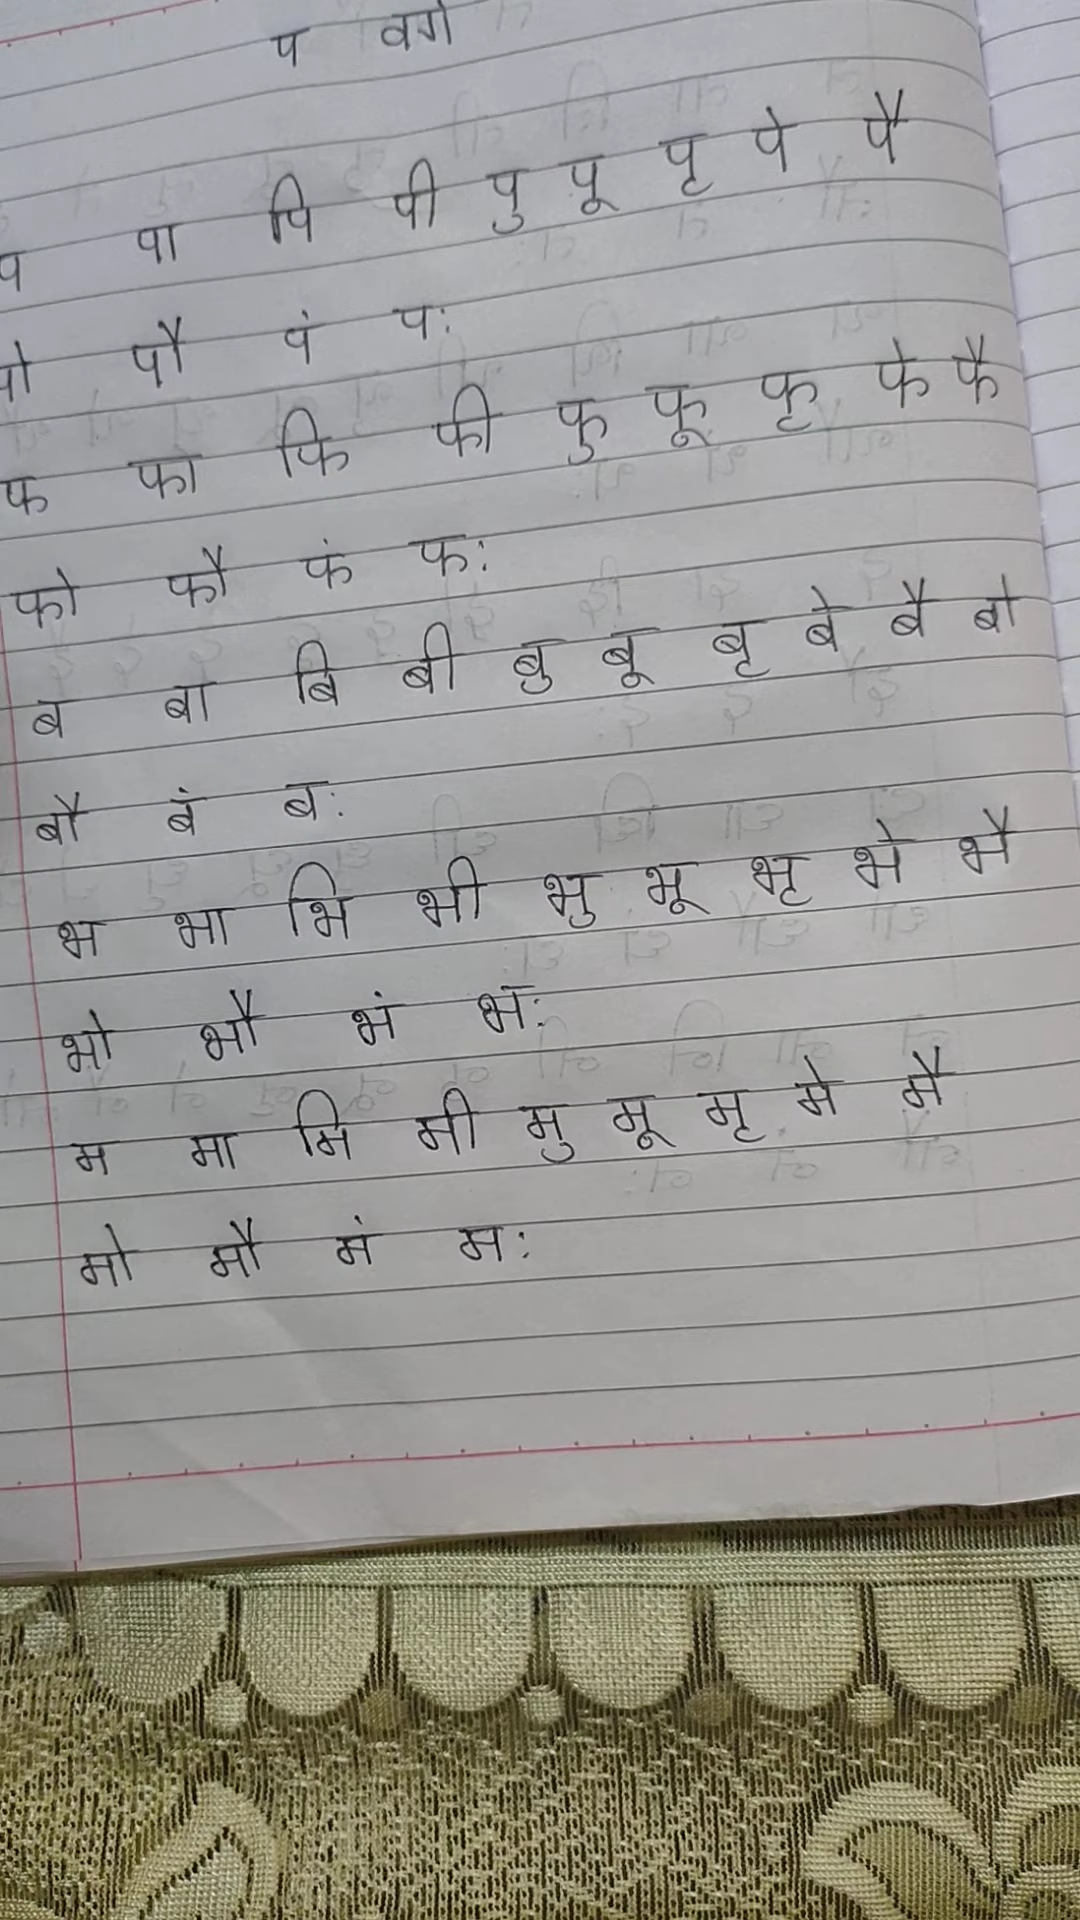 प वर्ग
प पा पि पी पु पू पृ पे पै
पो पौ पं पः
फ फा फि फी फु फू फृ फे फै
फो फौ फं फः
ब बा बि बी बु बू बृ बे बै बो
बौ बं बः
भ भा भि भी भु भू भृ भे भै
भो भौ भं भः
म मा मि मी मु मू मृ मे मै
मो मौ मं मः